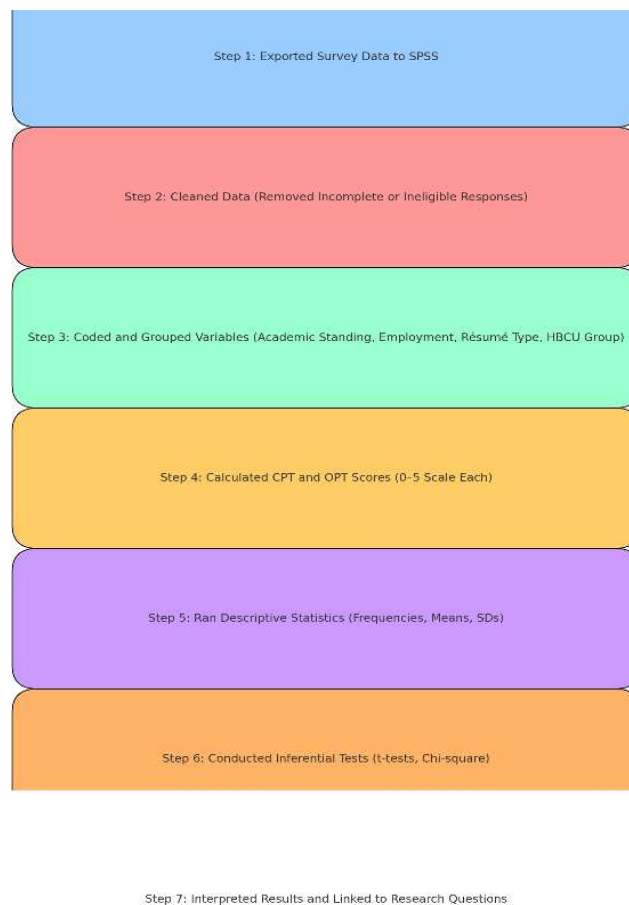 Step 1: Exported Survey Data to SPSS
Step 2: Cleaned Data (Removed Incomplete or Ineligible Responses)
Step 3: Coded and Grouped Variables (Academic Standing, Employment, Résumé Type, HBCU Group)
Step 4: Calculated CPT and OPT Scores (0–5 Scale Each)
Step 5: Ran Descriptive Statistics (Frequencies, Means, SDs)
Step 6: Conducted Inferential Tests (t-tests, Chi-square)
Step 7: Interpreted Results and Linked to Research Questions